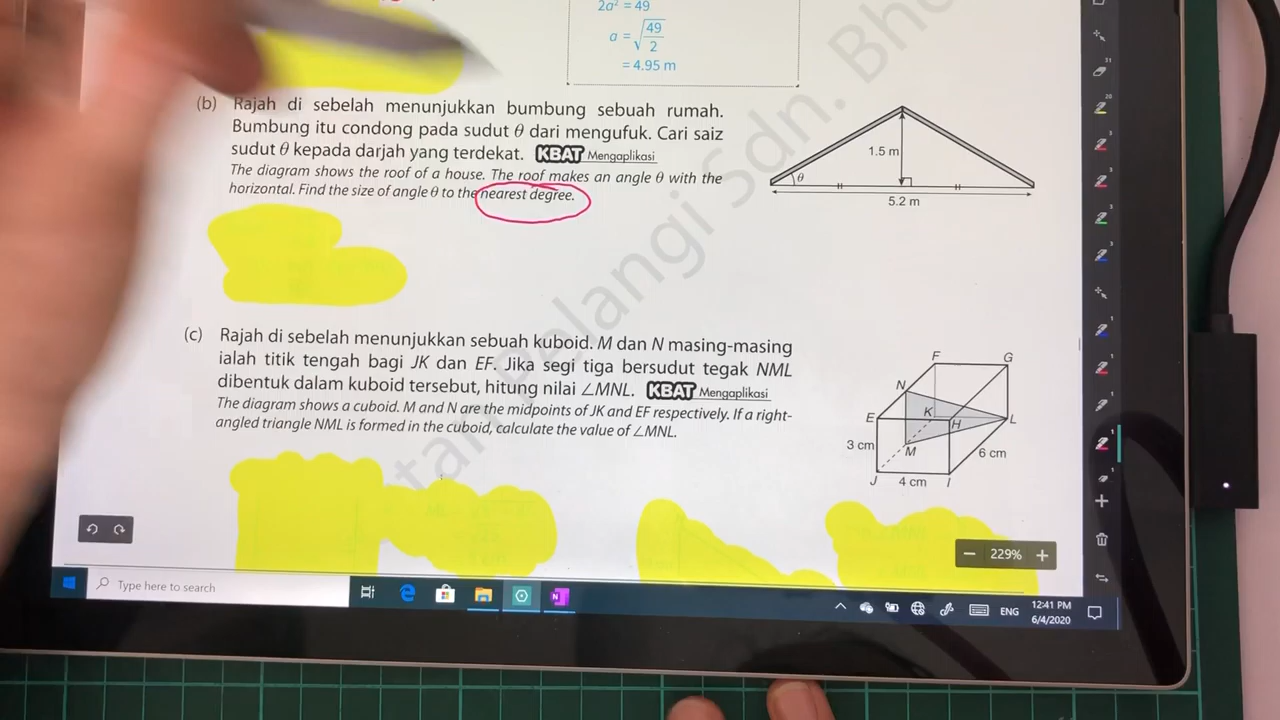 2a² = 49
a = √49/2
= 4.95 m
(b) Rajah di sebelah menunjukkan bumbung sebuah rumah.
Bumbung itu condong pada sudut θ dari mengufuk. Cari saiz
sudut θ kepada darjah yang terdekat. KBAT Mengaplikasi
The diagram shows the roof of a house. The roof makes an angle θ with the
horizontal. Find the size of angle θ to the nearest degree.
1.5 m
θ
5.2 m
(c) Rajah di sebelah menunjukkan sebuah kuboid. M dan N masing-masing
ialah titik tengah bagi JK dan EF. Jika segi tiga bersudut tegak NML
dibentuk dalam kuboid tersebut, hitung nilai ∠MNL. KBAT Mengaplikasi
The diagram shows a cuboid. M and N are the midpoints of JK and EF respectively. If a right-
angled triangle NML is formed in the cuboid, calculate the value of ∠MNL.
F G
N
E K H L
3 cm M 6 cm
J 4 cm I
Pelangi Sdn. Bh
229%
Type here to search
ENG
12:41 PM
6/4/2020